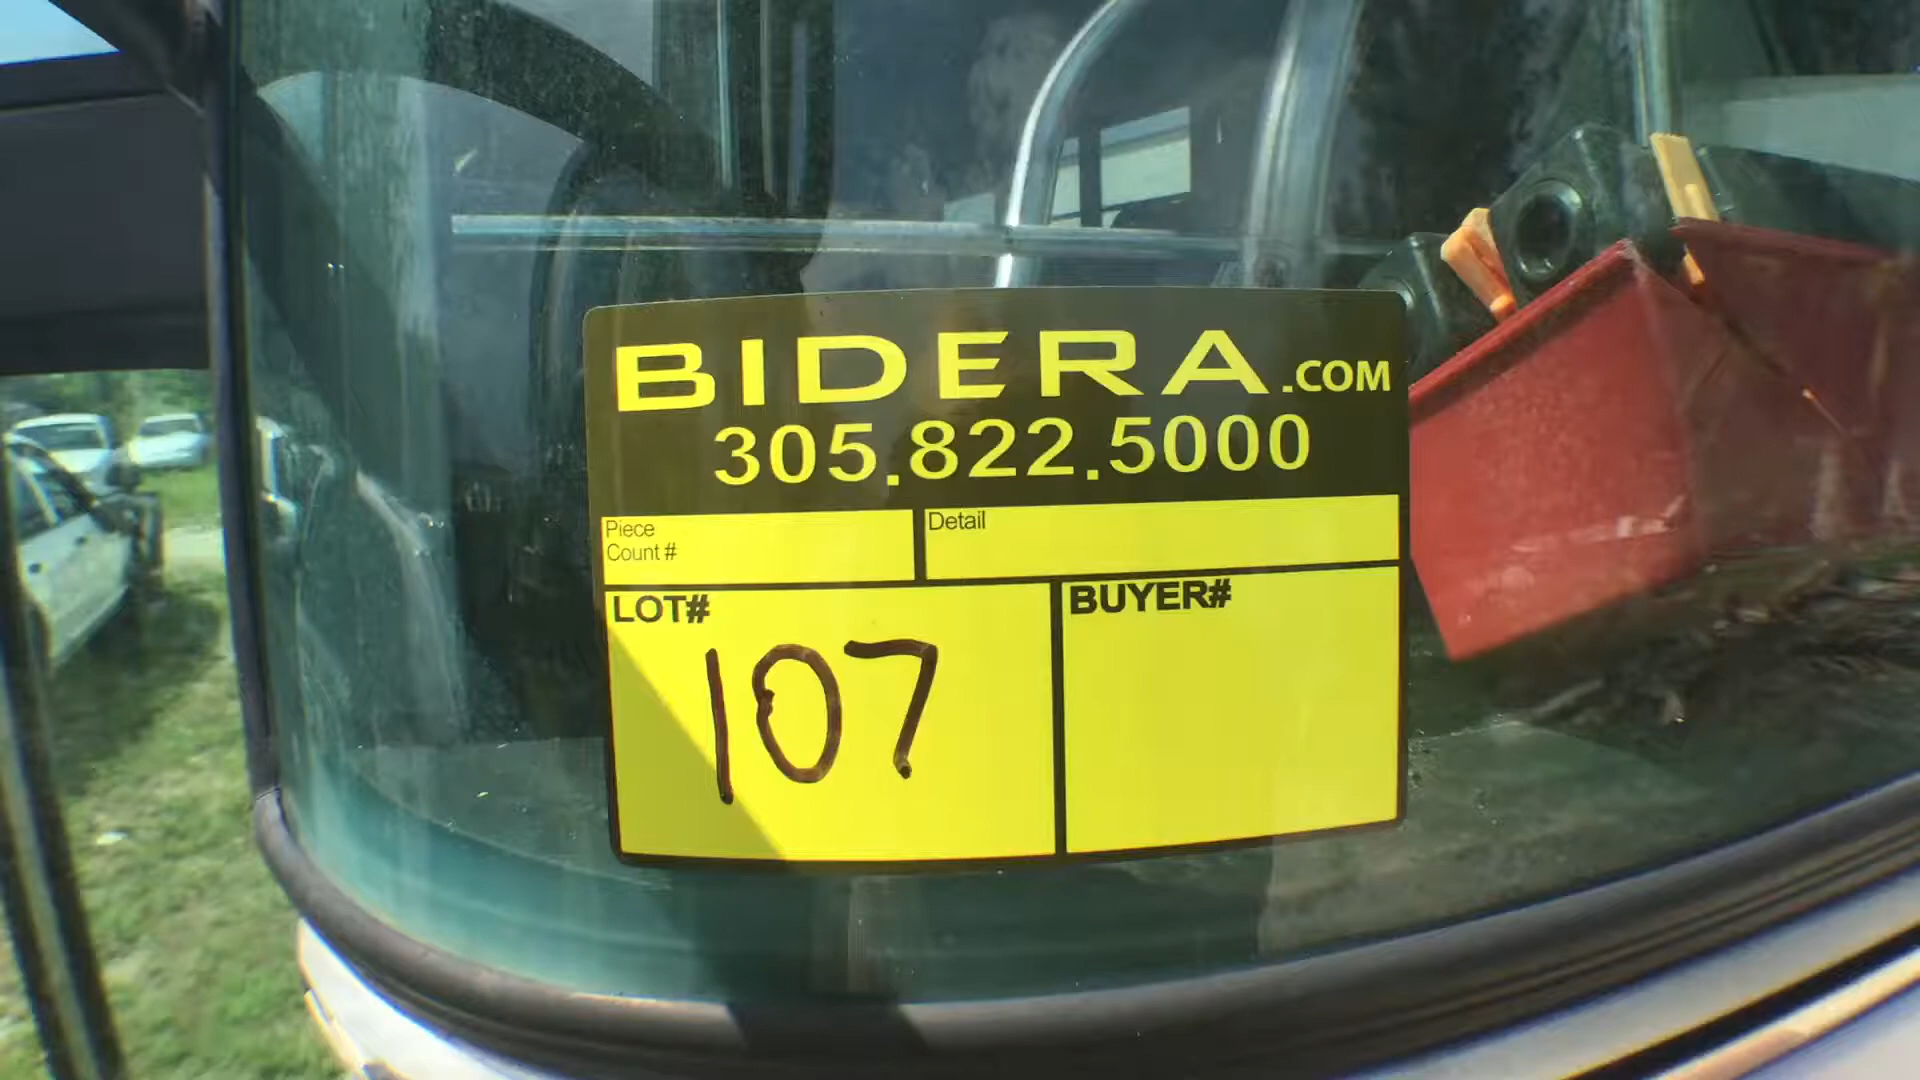 BIDERA.COM
305.822.5000
Piece
Count #
Detail
LOT#
BUYER#
107